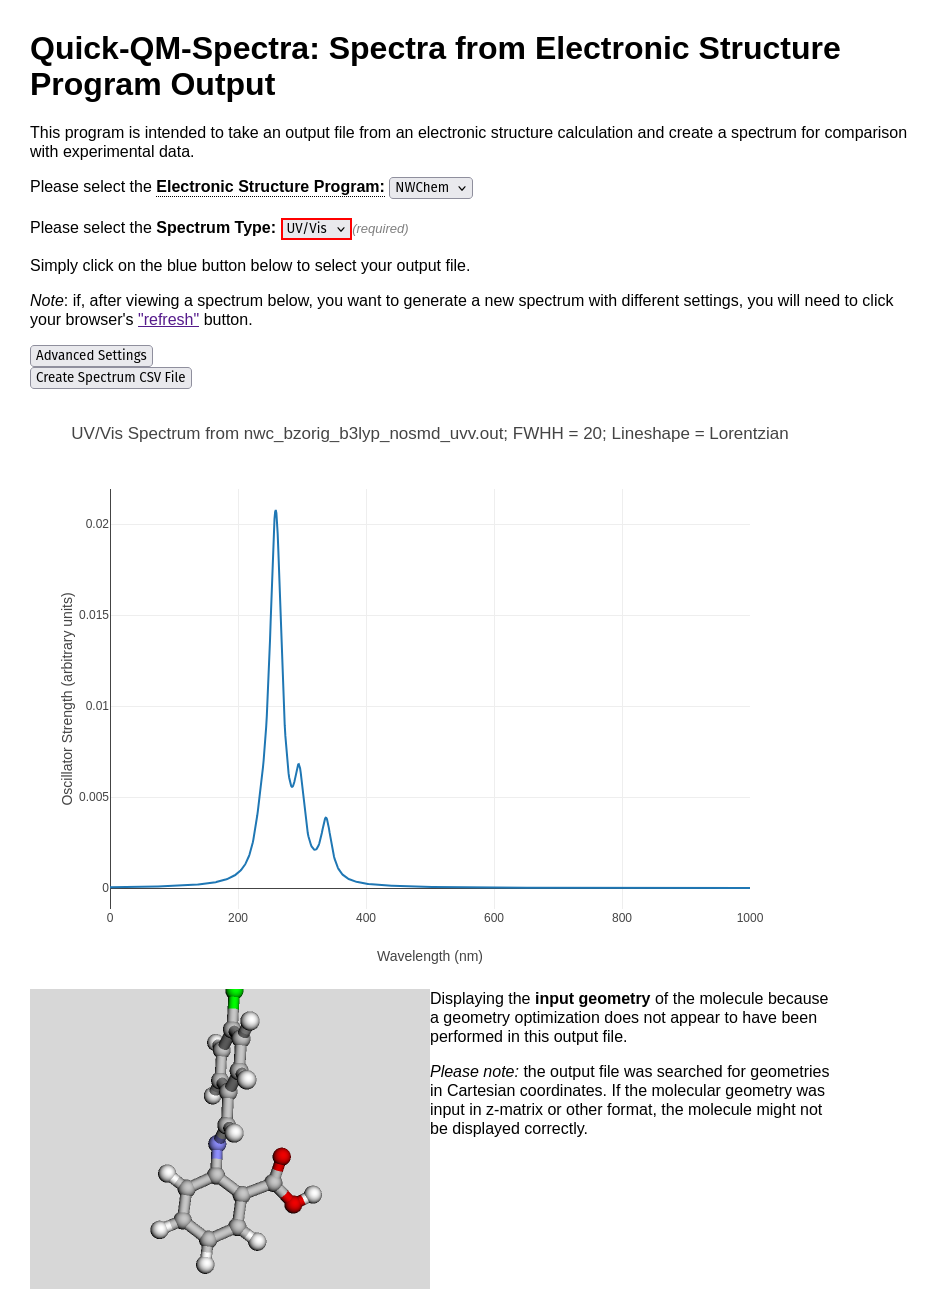 Quick-QM-Spectra: Spectra from Electronic Structure
Program Output
This program is intended to take an output file from an electronic structure calculation and create a spectrum for comparison
with experimental data.
Please select the Electronic Structure Program: NWChem
Please select the Spectrum Type: UV/Vis (required)
Simply click on the blue button below to select your output file.
Note: if, after viewing a spectrum below, you want to generate a new spectrum with different settings, you will need to click
your browser's "refresh" button.
Advanced Settings
Create Spectrum CSV File
UV/Vis Spectrum from nwc_bzorig_b3lyp_nosmd_uvv.out; FWHH = 20; Lineshape = Lorentzian
0.02
0.015
0.01
0.005
0
Oscillator Strength (arbitrary units)
0 200 400 600 800 1000
Wavelength (nm)
Displaying the input geometry of the molecule because
a geometry optimization does not appear to have been
performed in this output file.
Please note: the output file was searched for geometries
in Cartesian coordinates. If the molecular geometry was
input in z-matrix or other format, the molecule might not
be displayed correctly.